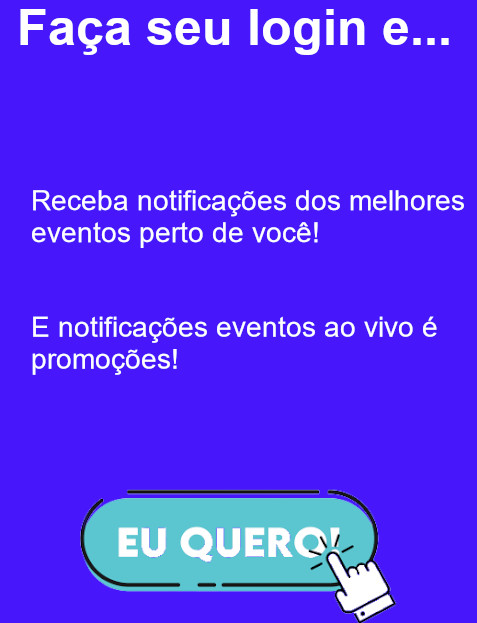 Faça seu login e...
Receba notificações dos melhores
eventos perto de você!
E notificações eventos ao vivo é
promoções!
EU QUERO!